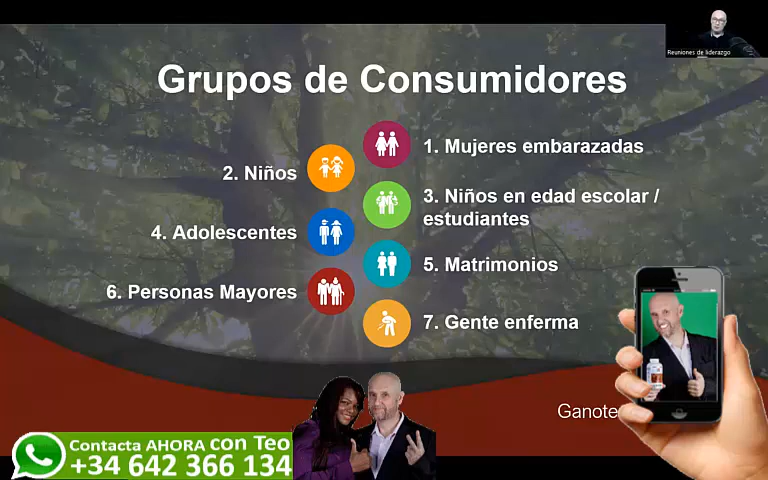 Reuniones de liderazgo
Grupos de Consumidores
1. Mujeres embarazadas
2. Niños
3. Niños en edad escolar /
estudiantes
4. Adolescentes
5. Matrimonios
6. Personas Mayores
7. Gente enferma
Ganote
Contacta AHORA con Teo
+34 642 366 134